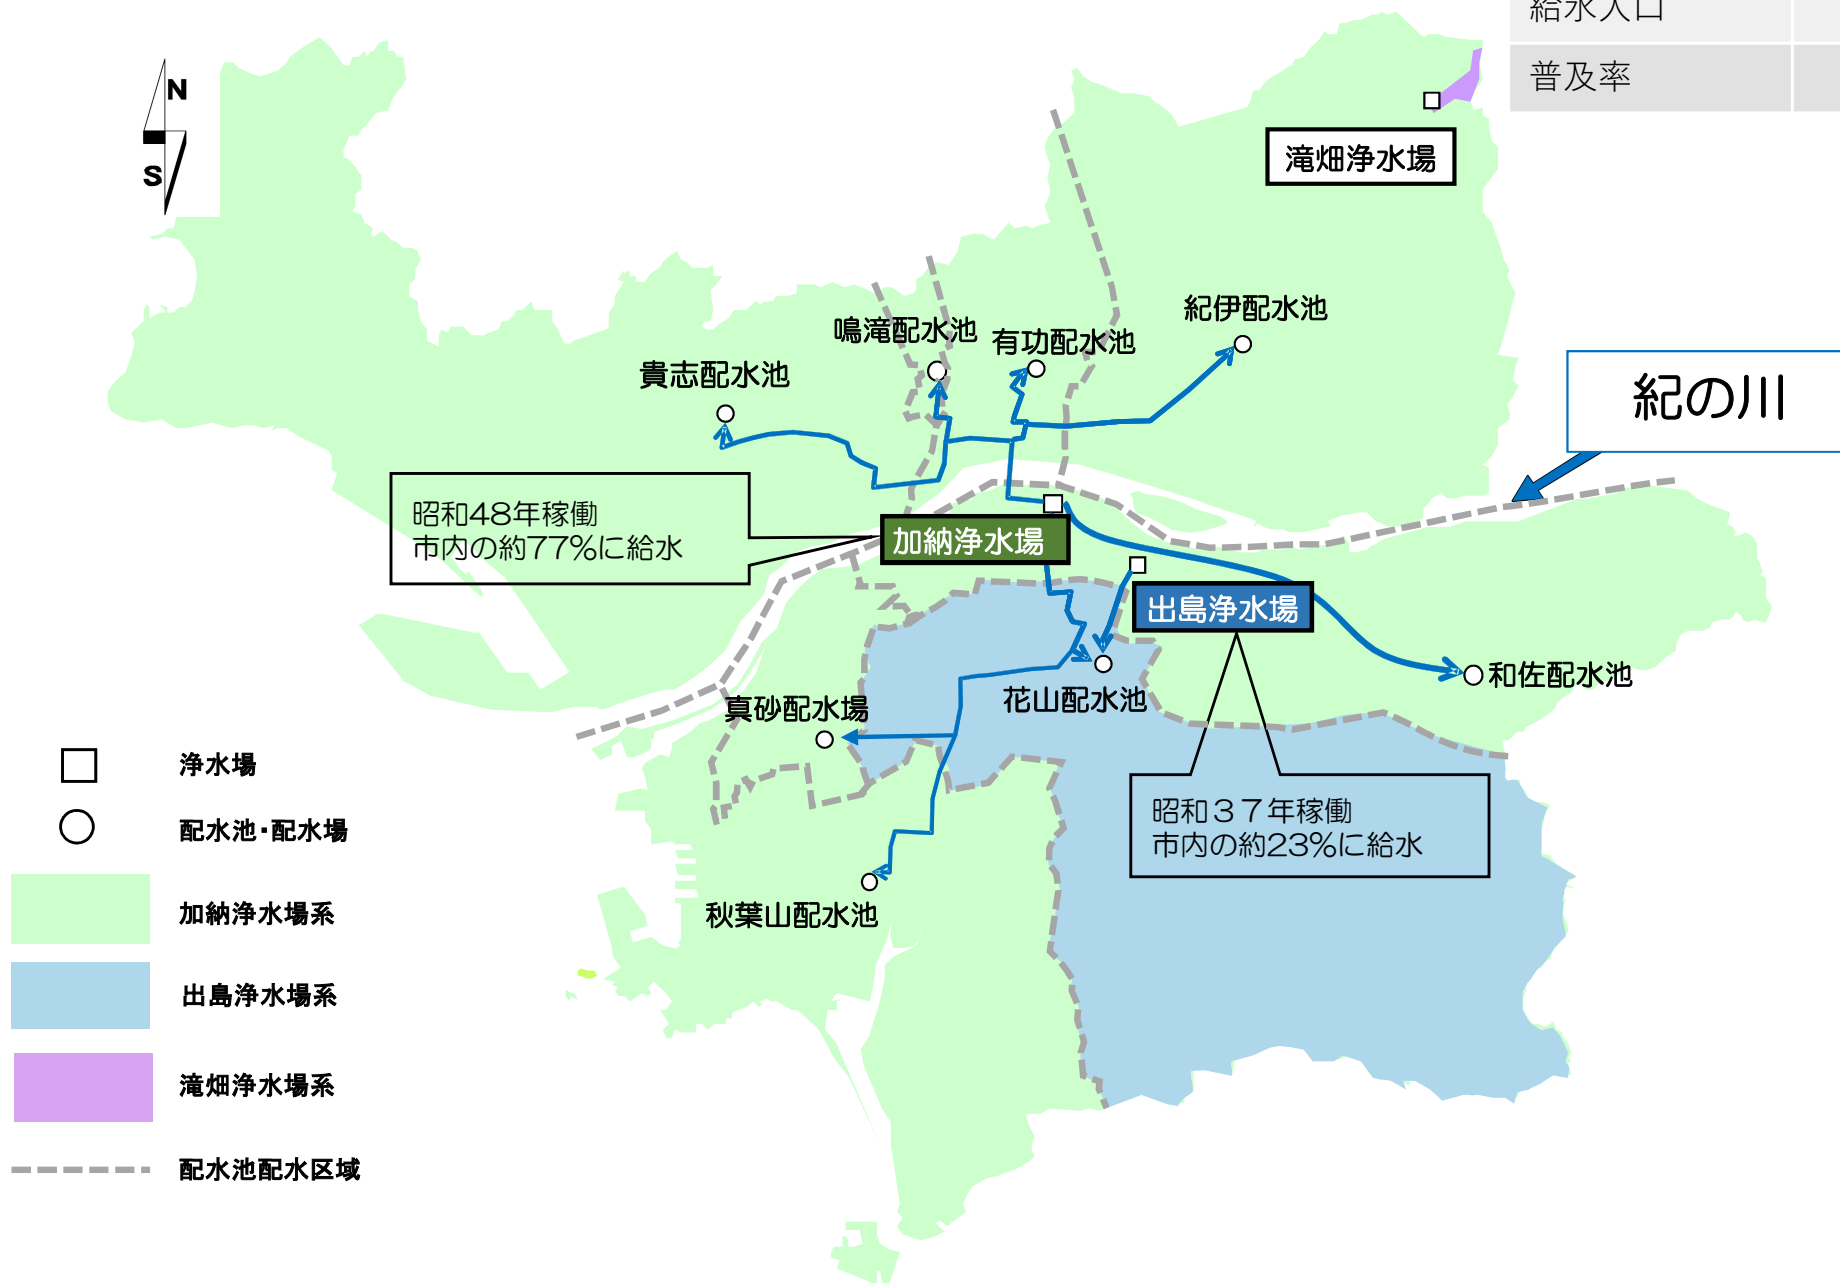 給水人口
普及率
N
S
滝畑浄水場
紀伊配水池
鳴滝配水池
有功配水池
貴志配水池
紀の川
昭和48年稼働
市内の約77%に給水
加納浄水場
出島浄水場
和佐配水池
花山配水池
真砂配水場
昭和３７年稼働
市内の約23%に給水
秋葉山配水池
浄水場
配水池・配水場
加納浄水場系
出島浄水場系
滝畑浄水場系
配水池配水区域